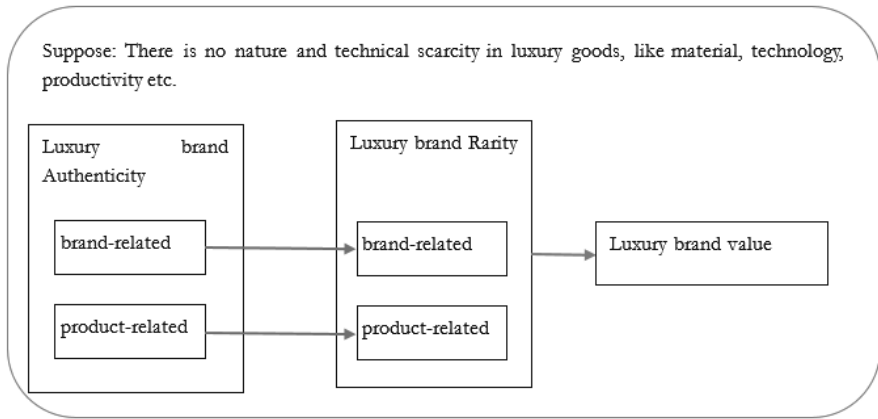 Suppose: There is no nature and technical scarcity in luxury goods, like material, technology,
productivity etc.
Luxury brand
Authenticity
brand-related
product-related
Luxury brand Rarity
brand-related
product-related
Luxury brand value